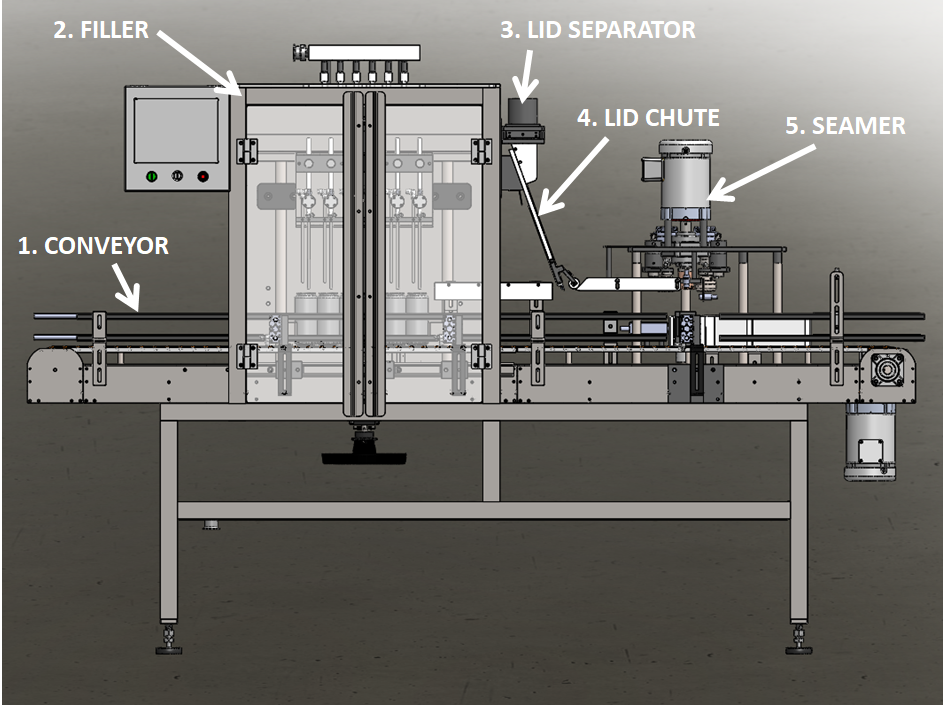 2. FILLER
3. LID SEPARATOR
4. LID CHUTE
5. SEAMER
1. CONVEYOR